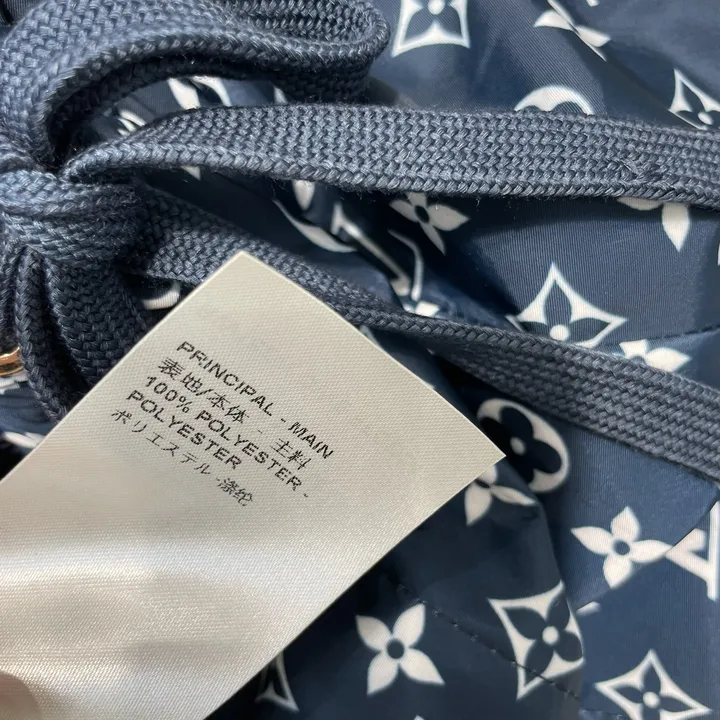 PRINCIPAL - MAIN
表地/本体 - 主料
100% POLYESTER -
POLYESTER
ポリエステル -涤纶
LV